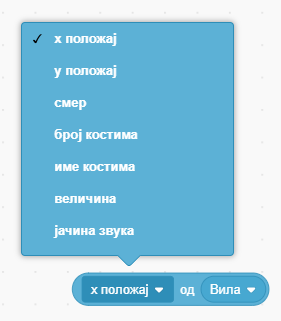 ✓ х положај
у положај
смер
број костима
име костима
величина
јачина звука
х положај од Вила